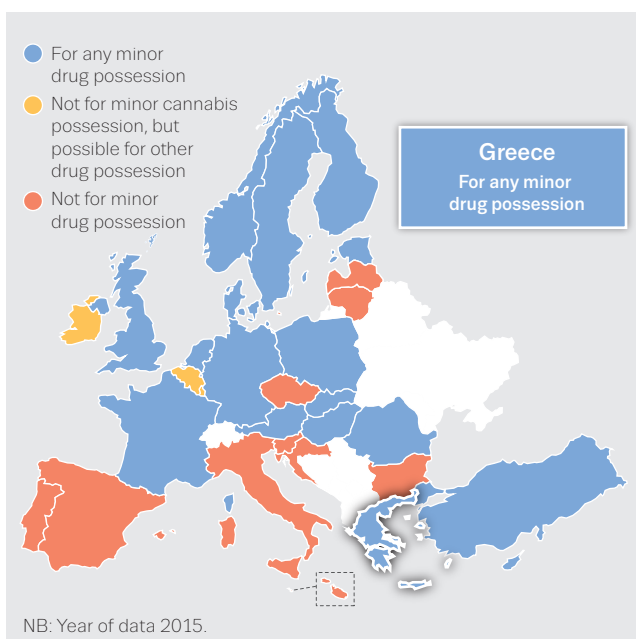 For any minor
drug possession
Not for minor cannabis
possession, but
possible for other
drug possession
Not for minor
drug possession
Greece
For any minor
drug possession
NB: Year of data 2015.